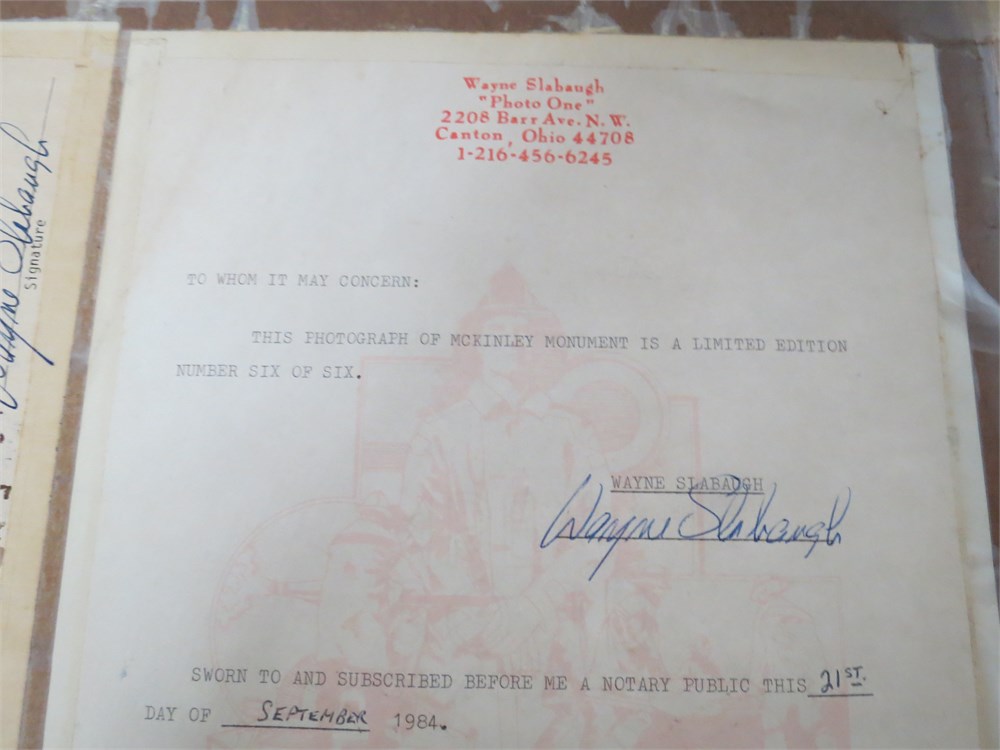 Wayne Slabaugh
"Photo One"
2208 Barr Ave. N. W.
Canton, Ohio 44708
1-216-456-6245
TO WHOM IT MAY CONCERN:
THIS PHOTOGRAPH OF MCKINLEY MONUMENT IS A LIMITED EDITION
NUMBER SIX OF SIX.
WAYNE SLABAUGH
Wayne Slabaugh
SWORN TO AND SUBSCRIBED BEFORE ME A NOTARY PUBLIC THIS 21ST.
DAY OF SEPTEMBER 1984.
Wayne Slabaugh
Signature